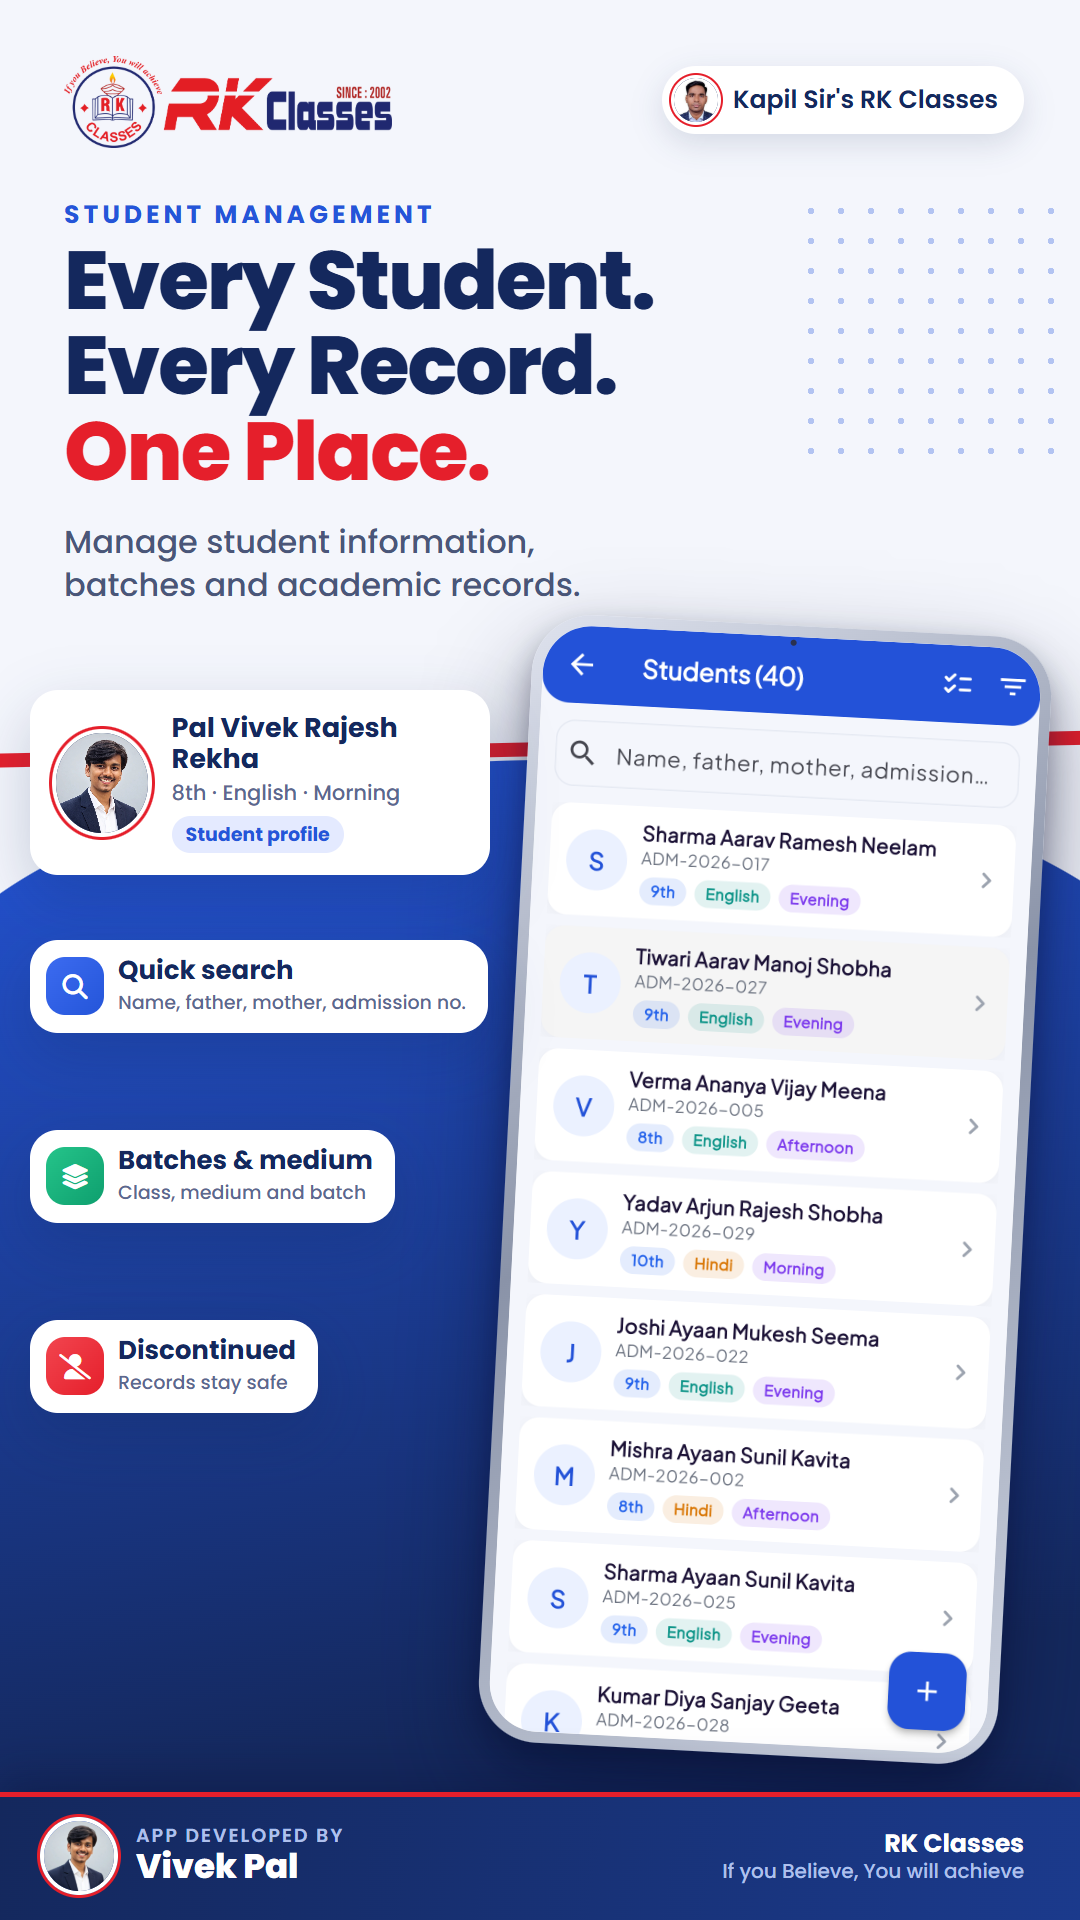 If you Believe, You will achieve
R K
CLASSES
RK Classes
SINCE : 2002
Kapil Sir's RK Classes
STUDENT MANAGEMENT
Every Student.
Every Record.
One Place.
Manage student information,
batches and academic records.
Pal Vivek Rajesh
Rekha
8th · English · Morning
Student profile
Quick search
Name, father, mother, admission no.
Batches & medium
Class, medium and batch
Discontinued
Records stay safe
Students (40)
Name, father, mother, admission...
S
Sharma Aarav Ramesh Neelam
ADM-2026-017
9th English Evening
T
Tiwari Aarav Manoj Shobha
ADM-2026-027
9th English Evening
V
Verma Ananya Vijay Meena
ADM-2026-005
8th English Afternoon
Y
Yadav Arjun Rajesh Shobha
ADM-2026-029
10th Hindi Morning
J
Joshi Ayaan Mukesh Seema
ADM-2026-022
9th English Evening
M
Mishra Ayaan Sunil Kavita
ADM-2026-002
8th Hindi Afternoon
S
Sharma Ayaan Sunil Kavita
ADM-2026-025
9th English Evening
K
Kumar Diya Sanjay Geeta
ADM-2026-028
+
APP DEVELOPED BY
Vivek Pal
RK Classes
If you Believe, You will achieve